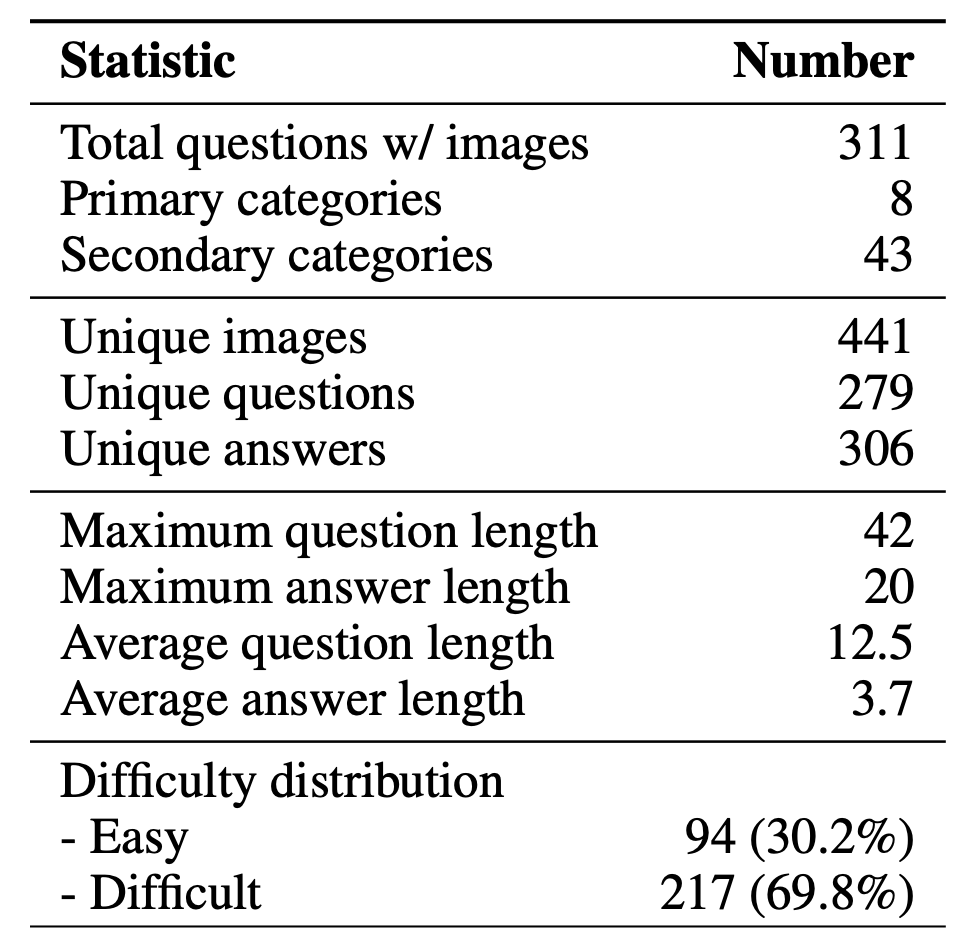 Statistic Number
Total questions w/ images 311
Primary categories 8
Secondary categories 43
Unique images 441
Unique questions 279
Unique answers 306
Maximum question length 42
Maximum answer length 20
Average question length 12.5
Average answer length 3.7
Difficulty distribution
- Easy 94 (30.2%)
- Difficult 217 (69.8%)